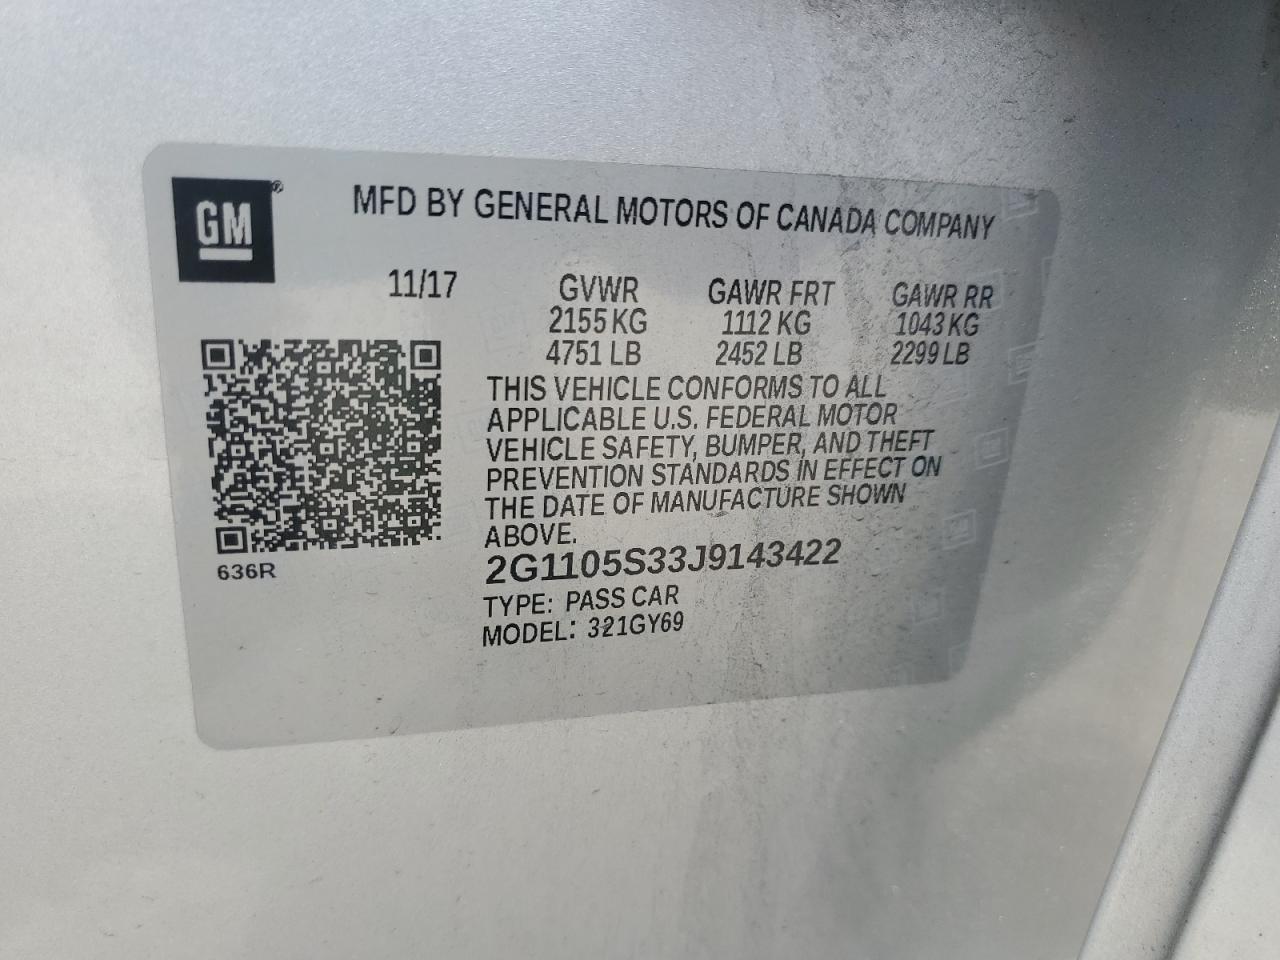 GM®
MFD BY GENERAL MOTORS OF CANADA COMPANY
11/17
GVWR GAWR FRT GAWR RR
2155 KG 1112 KG 1043 KG
4751 LB 2452 LB 2299 LB
THIS VEHICLE CONFORMS TO ALL
APPLICABLE U.S. FEDERAL MOTOR
VEHICLE SAFETY, BUMPER, AND THEFT
PREVENTION STANDARDS IN EFFECT ON
THE DATE OF MANUFACTURE SHOWN
ABOVE.
636R
2G1105S33J9143422
TYPE: PASS CAR
MODEL: 321GY69